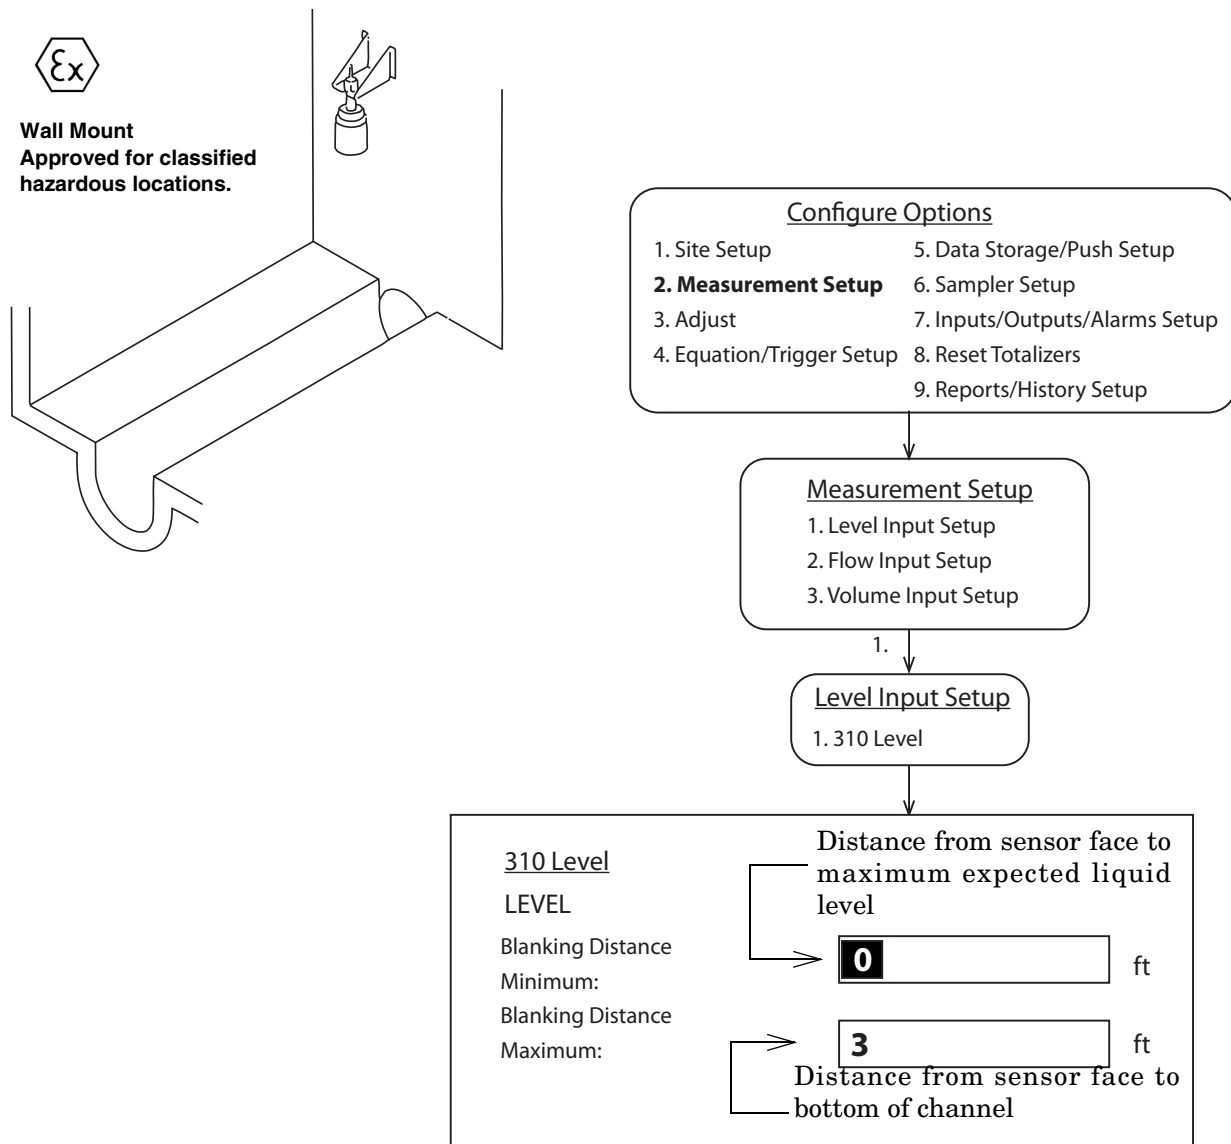 Ex
Wall Mount
Approved for classified
hazardous locations.
Configure Options
1. Site Setup
2. Measurement Setup
3. Adjust
4. Equation/Trigger Setup
5. Data Storage/Push Setup
6. Sampler Setup
7. Inputs/Outputs/Alarms Setup
8. Reset Totalizers
9. Reports/History Setup
Measurement Setup
1. Level Input Setup
2. Flow Input Setup
3. Volume Input Setup
1.
Level Input Setup
1. 310 Level
310 Level
LEVEL
Distance from sensor face to
maximum expected liquid
level
Blanking Distance
Minimum:
0 ft
Blanking Distance
Maximum:
3 ft
Distance from sensor face to
bottom of channel